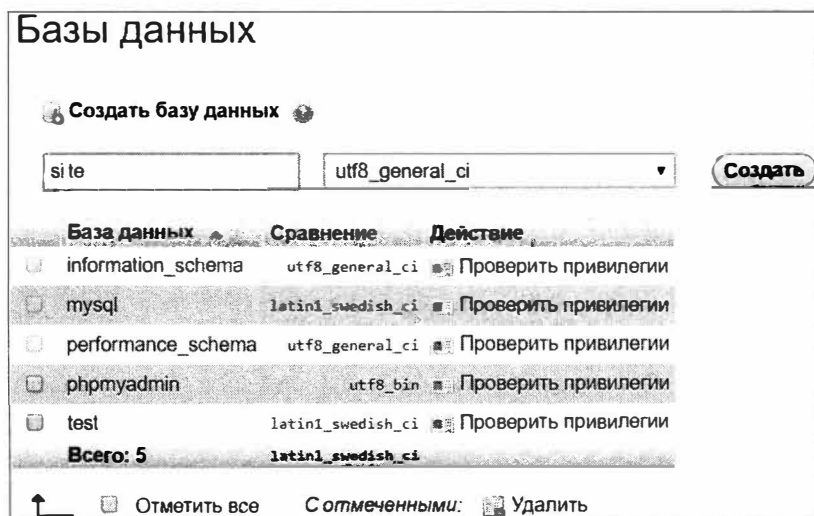 Базы данных
Создать базу данных
site utf8_general_ci Создать
База данных Сравнение Действие
information_schema utf8_general_ci Проверить привилегии
mysql latin1_swedish_ci Проверить привилегии
performance_schema utf8_general_ci Проверить привилегии
phpmyadmin utf8_bin Проверить привилегии
test latin1_swedish_ci Проверить привилегии
Всего: 5 latin1_swedish_ci
Отметить все С отмеченными: Удалить